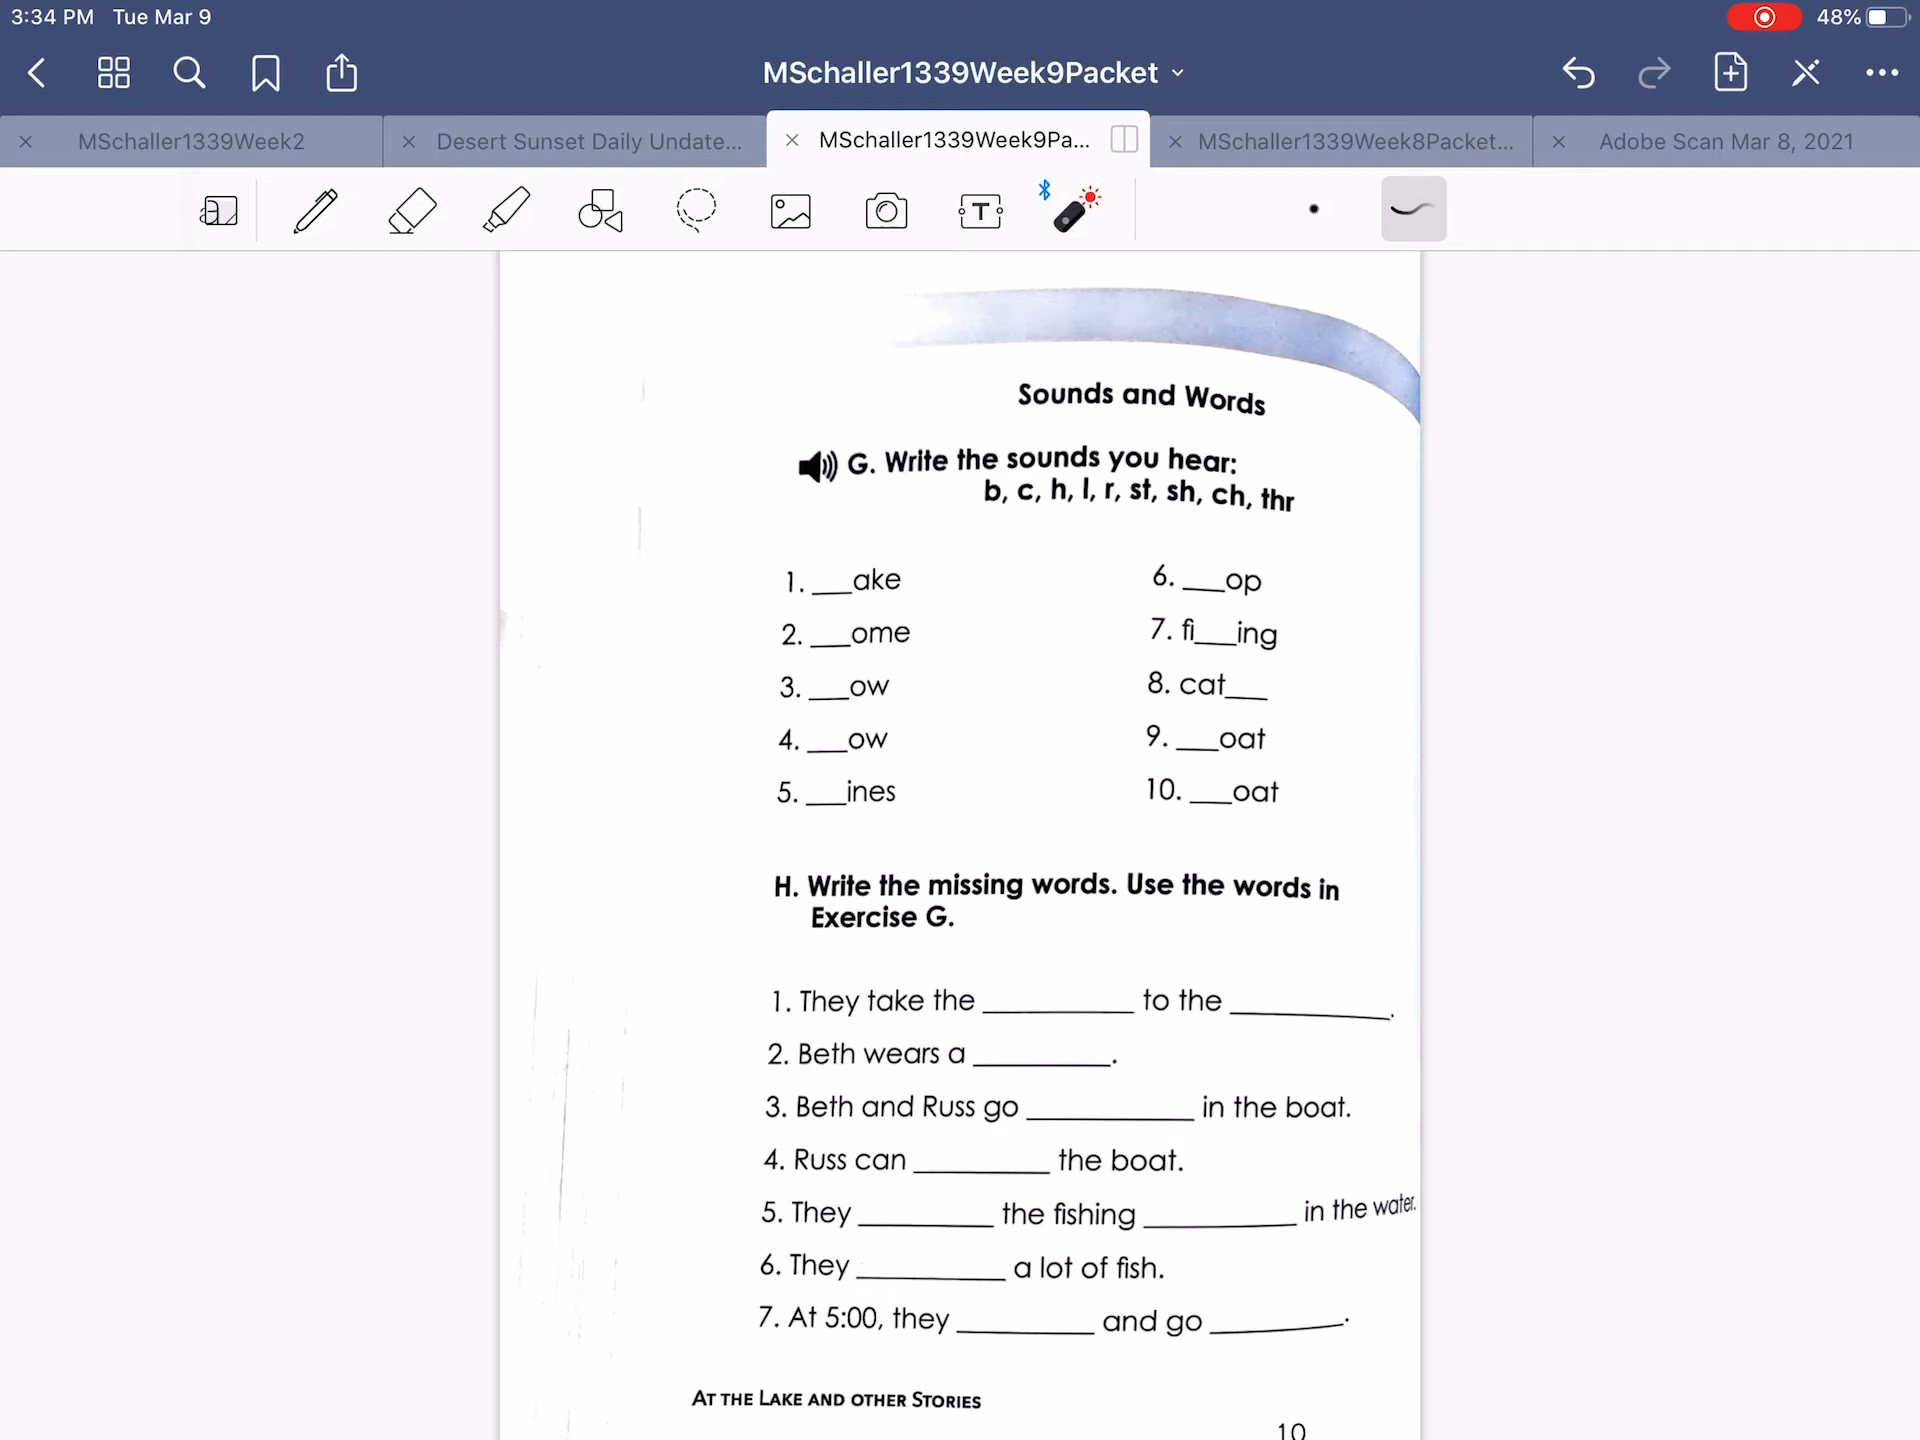 3:34 PM Tue Mar 9
48%
MSchaller1339Week9Packet
MSchaller1339Week2
Desert Sunset Daily Undate...
MSchaller1339Week9Pa...
MSchaller1339Week8Packet...
Adobe Scan Mar 8, 2021
Sounds and Words
G. Write the sounds you hear:
b, c, h, l, r, st, sh, ch, thr
1. ___ake
2. ___ome
3. ___ow
4. ___ow
5. ___ines
6. ___op
7. fi___ing
8. cat___
9. ___oat
10. ___oat
H. Write the missing words. Use the words in
Exercise G.
1. They take the __________ to the __________.
2. Beth wears a __________.
3. Beth and Russ go __________ in the boat.
4. Russ can __________ the boat.
5. They __________ the fishing __________ in the water.
6. They __________ a lot of fish.
7. At 5:00, they __________ and go __________.
AT THE LAKE AND OTHER STORIES
10